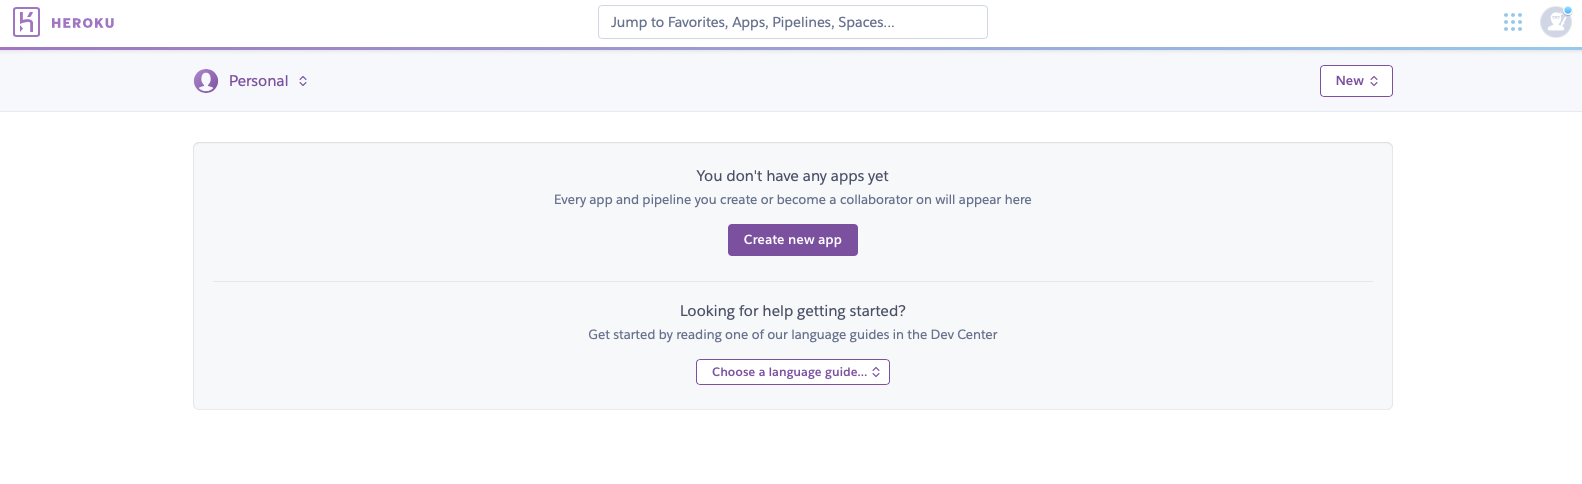 HEROKU
Jump to Favorites, Apps, Pipelines, Spaces...
Personal
New
You don't have any apps yet
Every app and pipeline you create or become a collaborator on will appear here
Create new app
Looking for help getting started?
Get started by reading one of our language guides in the Dev Center
Choose a language guide...